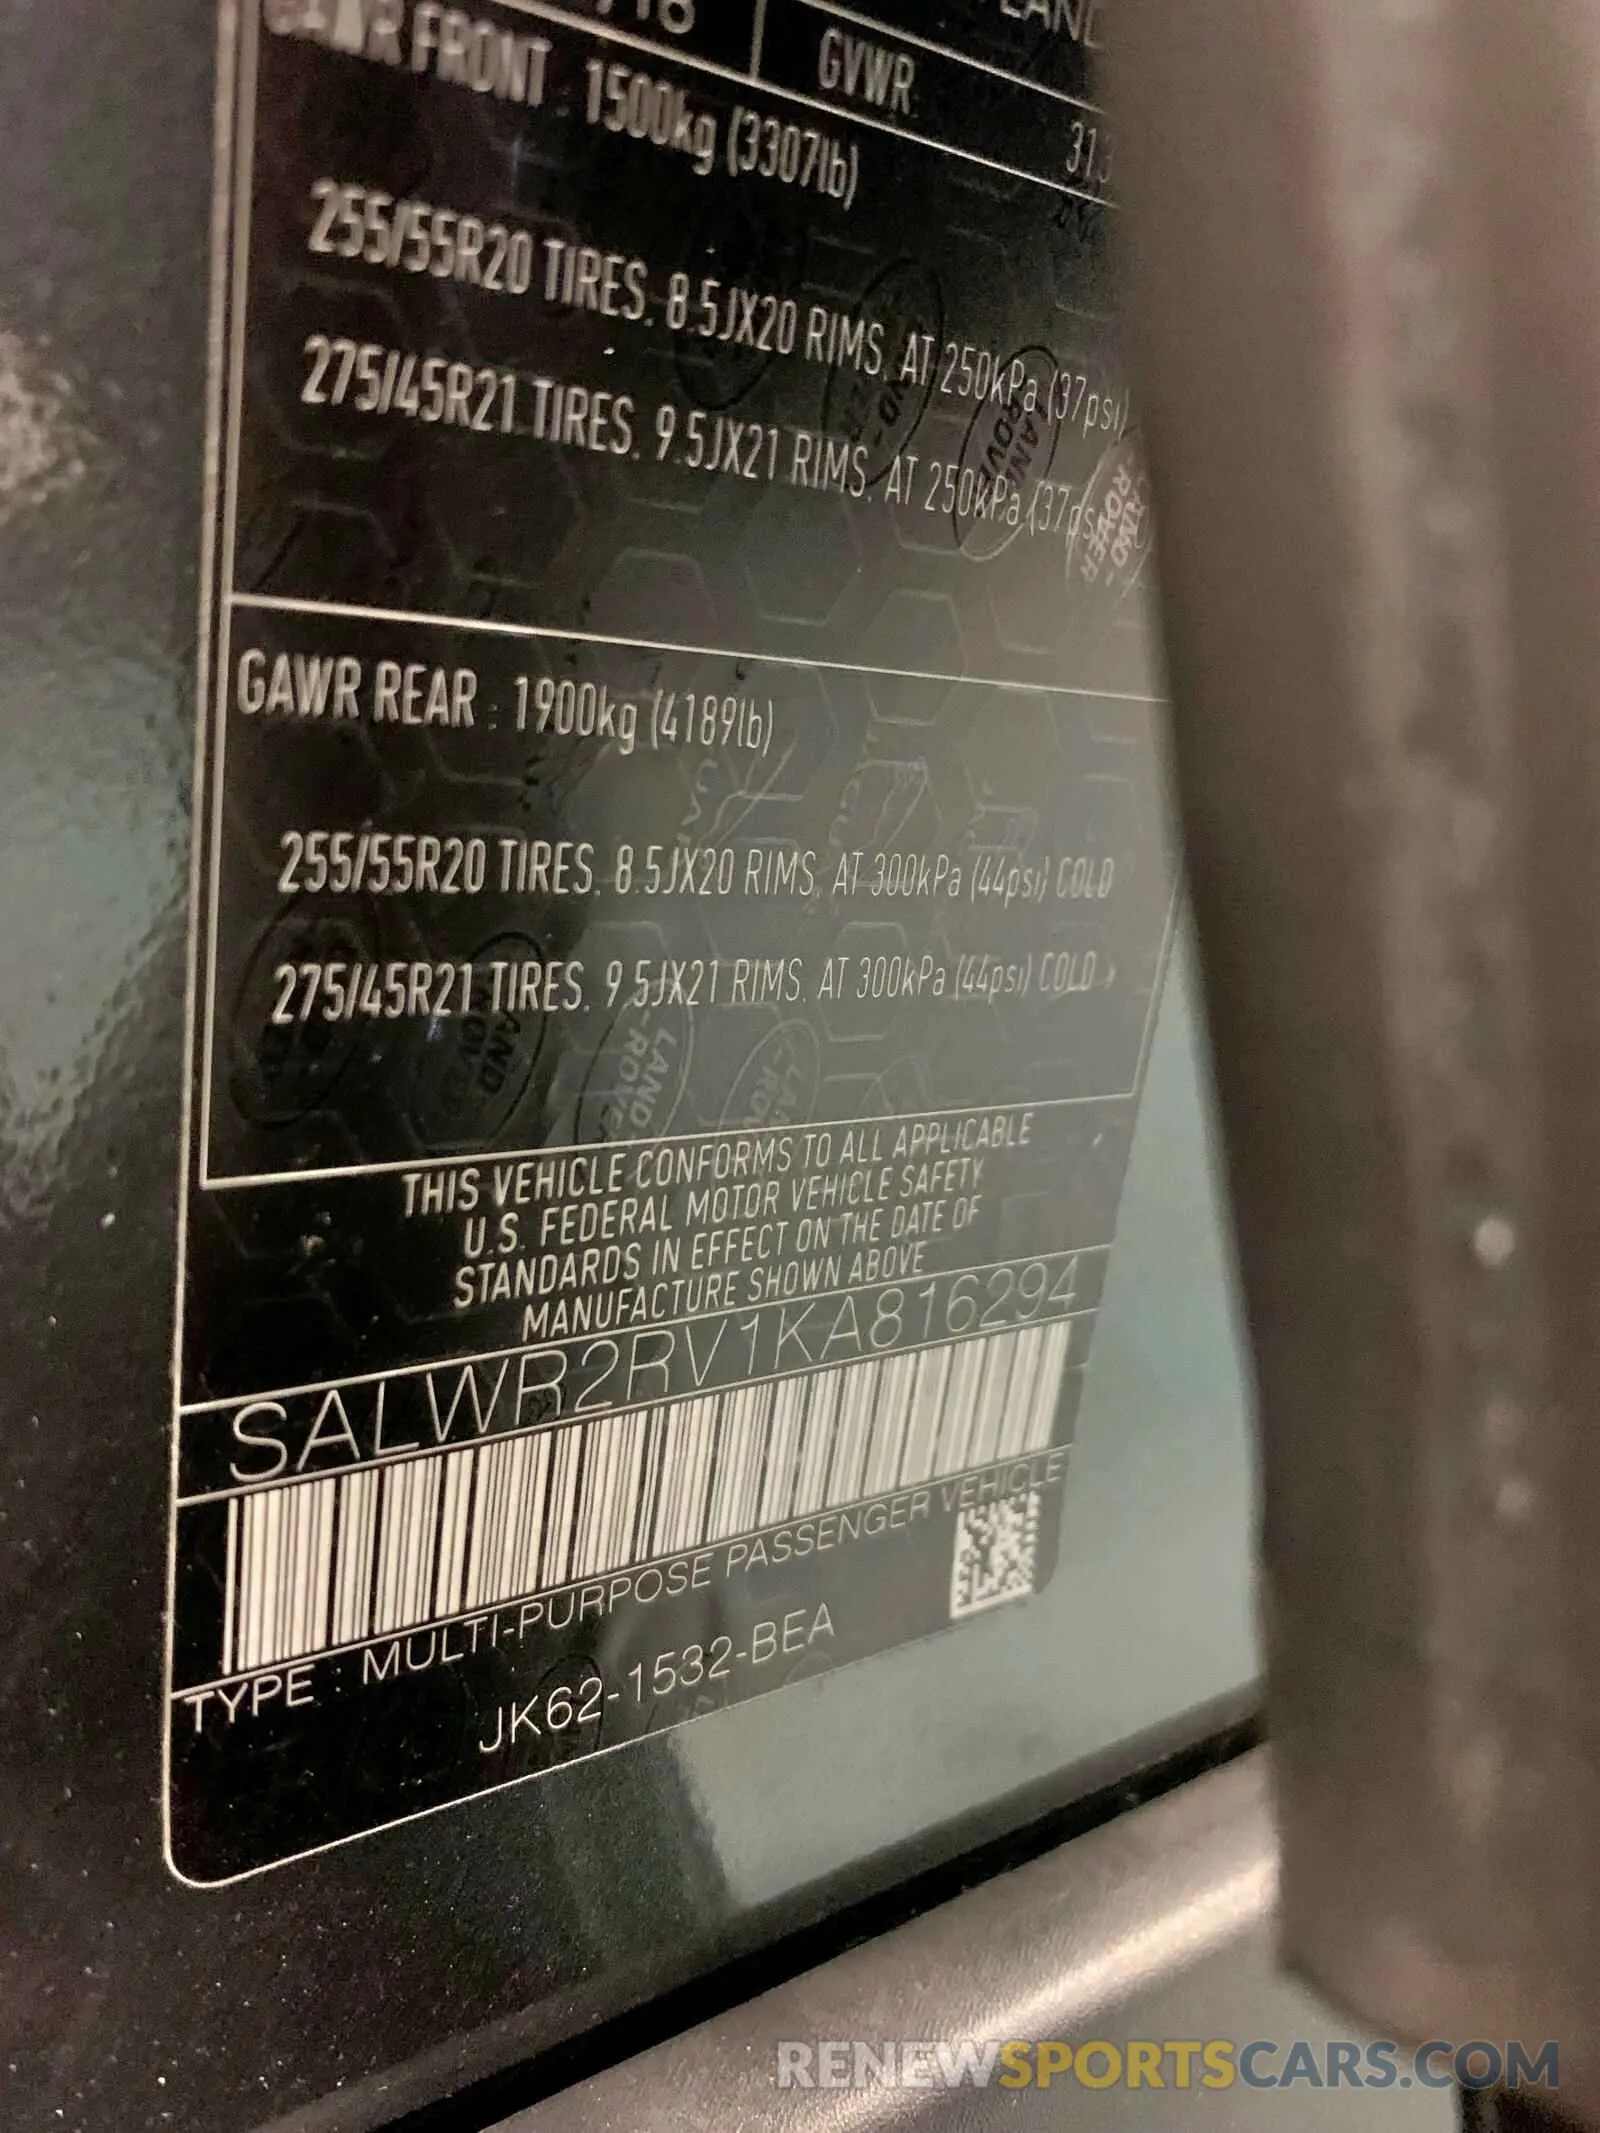 GVWR
GAWR FRONT : 1500kg (3307lb)
255/55R20 TIRES, 8.5JX20 RIMS, AT 250kPa (37psi)
275/45R21 TIRES, 9.5JX21 RIMS, AT 250kPa (37psi
GAWR REAR : 1900kg (4189lb)
255/55R20 TIRES, 8.5JX20 RIMS, AT 300kPa (44psi) COLD
275/45R21 TIRES, 9.5JX21 RIMS, AT 300kPa (44psi) COLD
LAND-ROVER
THIS VEHICLE CONFORMS TO ALL APPLICABLE
U.S. FEDERAL MOTOR VEHICLE SAFETY
STANDARDS IN EFFECT ON THE DATE OF
MANUFACTURE SHOWN ABOVE
SALWR2RV1KA816294
TYPE : MULTI-PURPOSE PASSENGER VEHICLE
JK62-1532-BEA
RENEWSPORTSCARS.COM